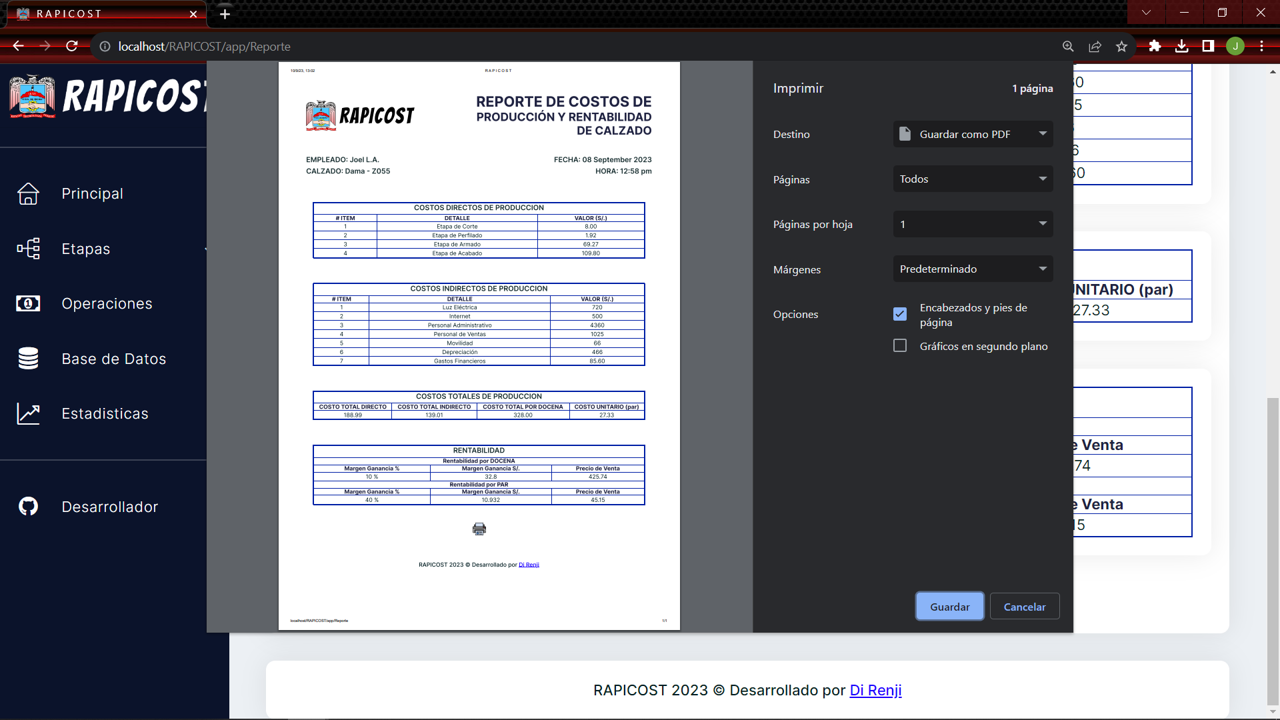 RAPICOST
localhost/RAPICOST/app/Reporte
J
RAPICOST
Principal
Etapas
Operaciones
Base de Datos
Estadisticas
Desarrollador
RAPICOST
RAPICOST
REPORTE DE COSTOS DE
PRODUCCIÓN Y RENTABILIDAD
DE CALZADO
EMPLEADO: Joel L.A.
FECHA: 08 September 2023
CALZADO: Dama - Z055
HORA: 12:58 pm
COSTOS DIRECTOS DE PRODUCCION
# ITEM DETALLE VALOR (S/.)
1 Etapa de Corte 8.00
2 Etapa de Perfilado 1.92
3 Etapa de Armado 69.27
4 Etapa de Acabado 109.80
COSTOS INDIRECTOS DE PRODUCCION
# ITEM DETALLE VALOR (S/.)
1 Luz Eléctrica 720
2 Internet 500
3 Personal Administrativo 4360
4 Personal de Ventas 1025
5 Movilidad 66
6 Depreciación 466
7 Gastos Financieros 85.60
COSTOS TOTALES DE PRODUCCION
COSTO TOTAL DIRECTO COSTO TOTAL INDIRECTO COSTO TOTAL POR DOCENA COSTO UNITARIO (par)
188.99 139.01 328.00 27.33
RENTABILIDAD
Rentabilidad por DOCENA
Margen Ganancia % Margen Ganancia S/. Precio de Venta
10 % 32.8 425.74
Rentabilidad por PAR
Margen Ganancia % Margen Ganancia S/. Precio de Venta
40 % 10.932 45.15
RAPICOST 2023 © Desarrollado por Di Renji
localhost/RAPICOST/app/Reporte
1/1
Imprimir 1 página
Destino Guardar como PDF
Páginas Todos
Páginas por hoja 1
Márgenes Predeterminado
Opciones Encabezados y pies de
página
Gráficos en segundo plano
Guardar Cancelar
60
5
6
60
NITARIO (par)
27.33
e Venta
74
e Venta
15
RAPICOST 2023 © Desarrollado por Di Renji